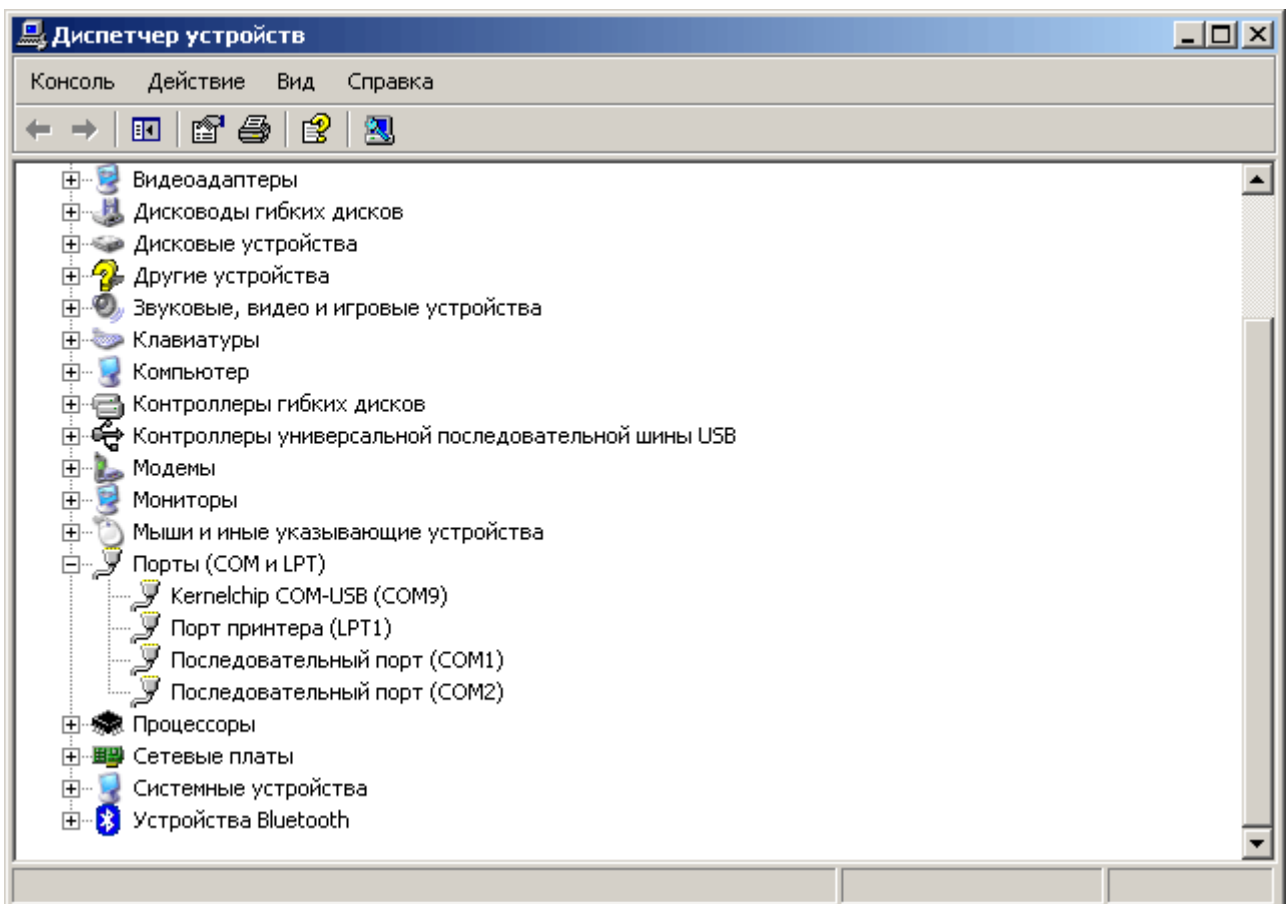 Диспетчер устройств
Консоль Действие Вид Справка
Видеоадаптеры
Дисководы гибких дисков
Дисковые устройства
Другие устройства
Звуковые, видео и игровые устройства
Клавиатуры
Компьютер
Контроллеры гибких дисков
Контроллеры универсальной последовательной шины USB
Модемы
Мониторы
Мыши и иные указывающие устройства
Порты (COM и LPT)
Kernelchip COM-USB (COM9)
Порт принтера (LPT1)
Последовательный порт (COM1)
Последовательный порт (COM2)
Процессоры
Сетевые платы
Системные устройства
Устройства Bluetooth